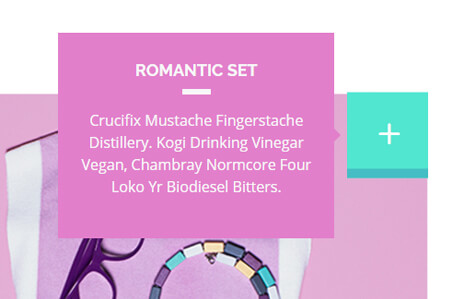 ROMANTIC SET
Crucifix Mustache Fingerstache
Distillery. Kogi Drinking Vinegar
Vegan, Chambray Normcore Four
Loko Yr Biodiesel Bitters.